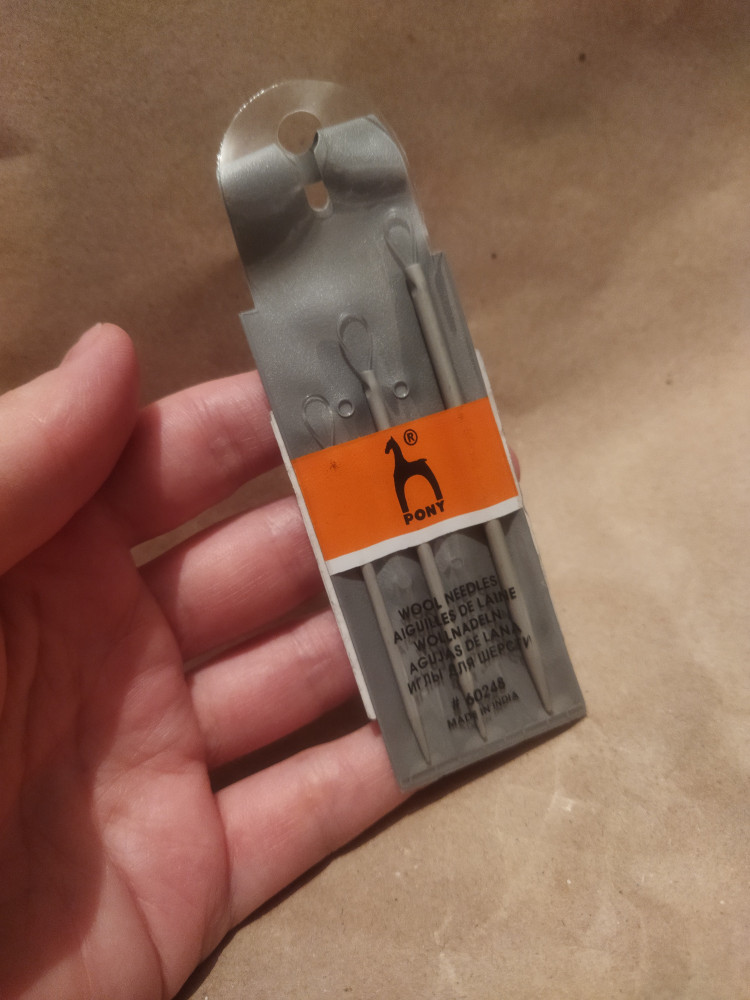 ®
PONY
WOOL NEEDLES
AIGUILLES DE LAINE
WOLLNADELN
AGUJAS DE LANA
ИГЛЫ ДЛЯ ШЕРСТИ
# 60248
MADE IN INDIA